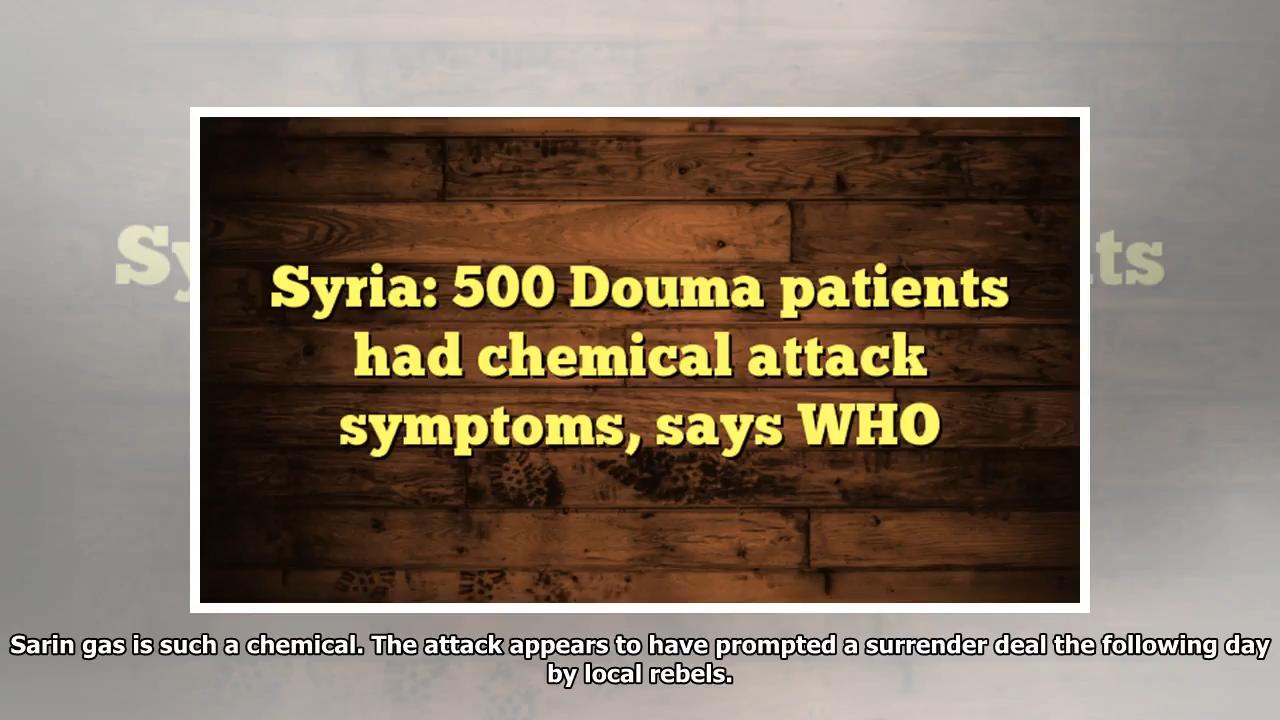 Syria: 500 Douma patients
had chemical attack
symptoms, says WHO
Sarin gas is such a chemical. The attack appears to have prompted a surrender deal the following day
by local rebels.